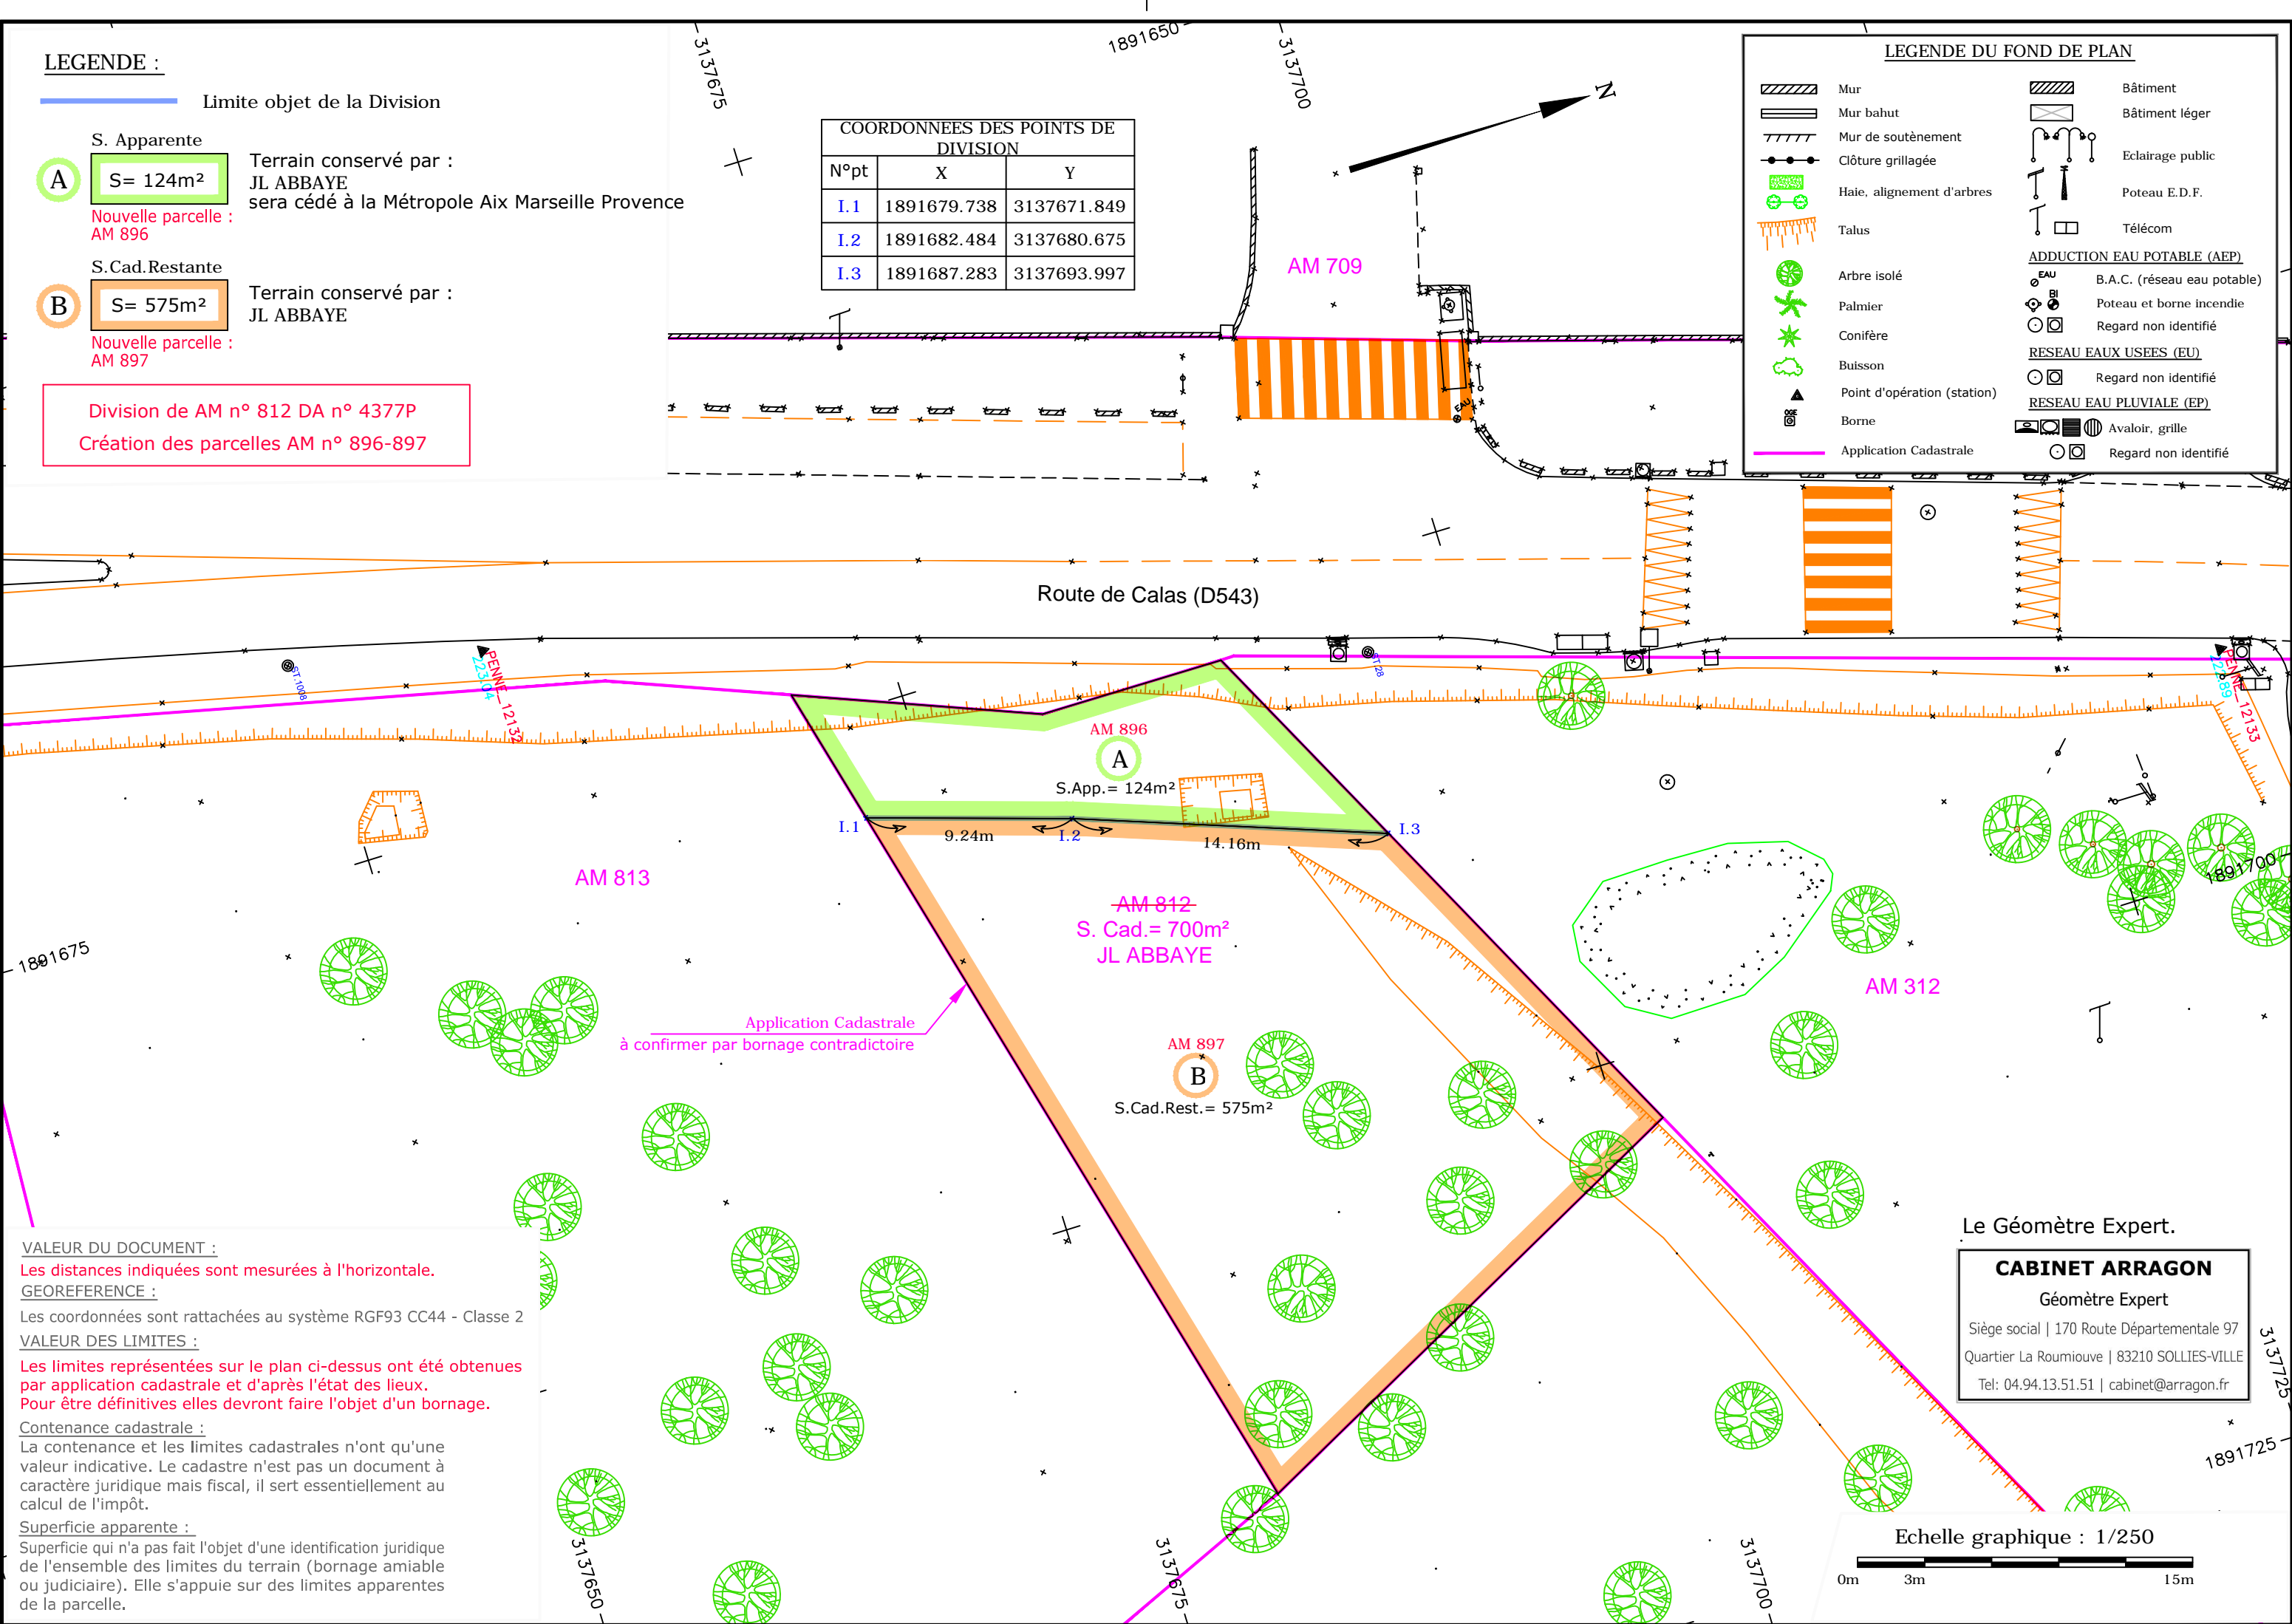 LEGENDE :
Limite objet de la Division
S. Apparente
A
S= 124m²
Terrain conservé par :
JL ABBAYE
sera cédé à la Métropole Aix Marseille Provence
Nouvelle parcelle :
AM 896
S.Cad.Restante
B
S= 575m²
Terrain conservé par :
JL ABBAYE
Nouvelle parcelle :
AM 897
Division de AM n° 812 DA n° 4377P
Création des parcelles AM n° 896-897
3137675
1891650
3137700
N
COORDONNEES DES POINTS DE
DIVISION
N°pt X Y
I.1 1891679.738 3137671.849
I.2 1891682.484 3137680.675
I.3 1891687.283 3137693.997
AM 709
EAU
LEGENDE DU FOND DE PLAN
Mur
Mur bahut
Mur de soutènement
Clôture grillagée
Haie, alignement d'arbres
Talus
Arbre isolé
Palmier
Conifère
Buisson
Point d'opération (station)
OGE
Borne
Application Cadastrale
Bâtiment
Bâtiment léger
Eclairage public
Poteau E.D.F.
Télécom
ADDUCTION EAU POTABLE (AEP)
EAU
B.A.C. (réseau eau potable)
BI
Poteau et borne incendie
Regard non identifié
RESEAU EAUX USEES (EU)
Regard non identifié
RESEAU EAU PLUVIALE (EP)
Avaloir, grille
Regard non identifié
Route de Calas (D543)
ST.1008
PENNE_12132
223.04
ST.28
PENNE_12133
222.89
AM 896
A
S.App.= 124m²
I.1
9.24m
I.2
14.16m
I.3
AM 813
AM 812
S. Cad.= 700m²
JL ABBAYE
1891700
1891675
AM 312
Application Cadastrale
à confirmer par bornage contradictoire
AM 897
B
S.Cad.Rest.= 575m²
VALEUR DU DOCUMENT :
Les distances indiquées sont mesurées à l'horizontale.
GEOREFERENCE :
Les coordonnées sont rattachées au système RGF93 CC44 - Classe 2
VALEUR DES LIMITES :
Les limites représentées sur le plan ci-dessus ont été obtenues
par application cadastrale et d'après l'état des lieux.
Pour être définitives elles devront faire l'objet d'un bornage.
Contenance cadastrale :
La contenance et les limites cadastrales n'ont qu'une
valeur indicative. Le cadastre n'est pas un document à
caractère juridique mais fiscal, il sert essentiellement au
calcul de l'impôt.
Superficie apparente :
Superficie qui n'a pas fait l'objet d'une identification juridique
de l'ensemble des limites du terrain (bornage amiable
ou judiciaire). Elle s'appuie sur des limites apparentes
de la parcelle.
Le Géomètre Expert.
CABINET ARRAGON
Géomètre Expert
Siège social | 170 Route Départementale 97
Quartier La Roumiouve | 83210 SOLLIES-VILLE
Tel: 04.94.13.51.51 | cabinet@arragon.fr
3137725
1891725
3137650
3137675
3137700
Echelle graphique : 1/250
0m 3m 15m